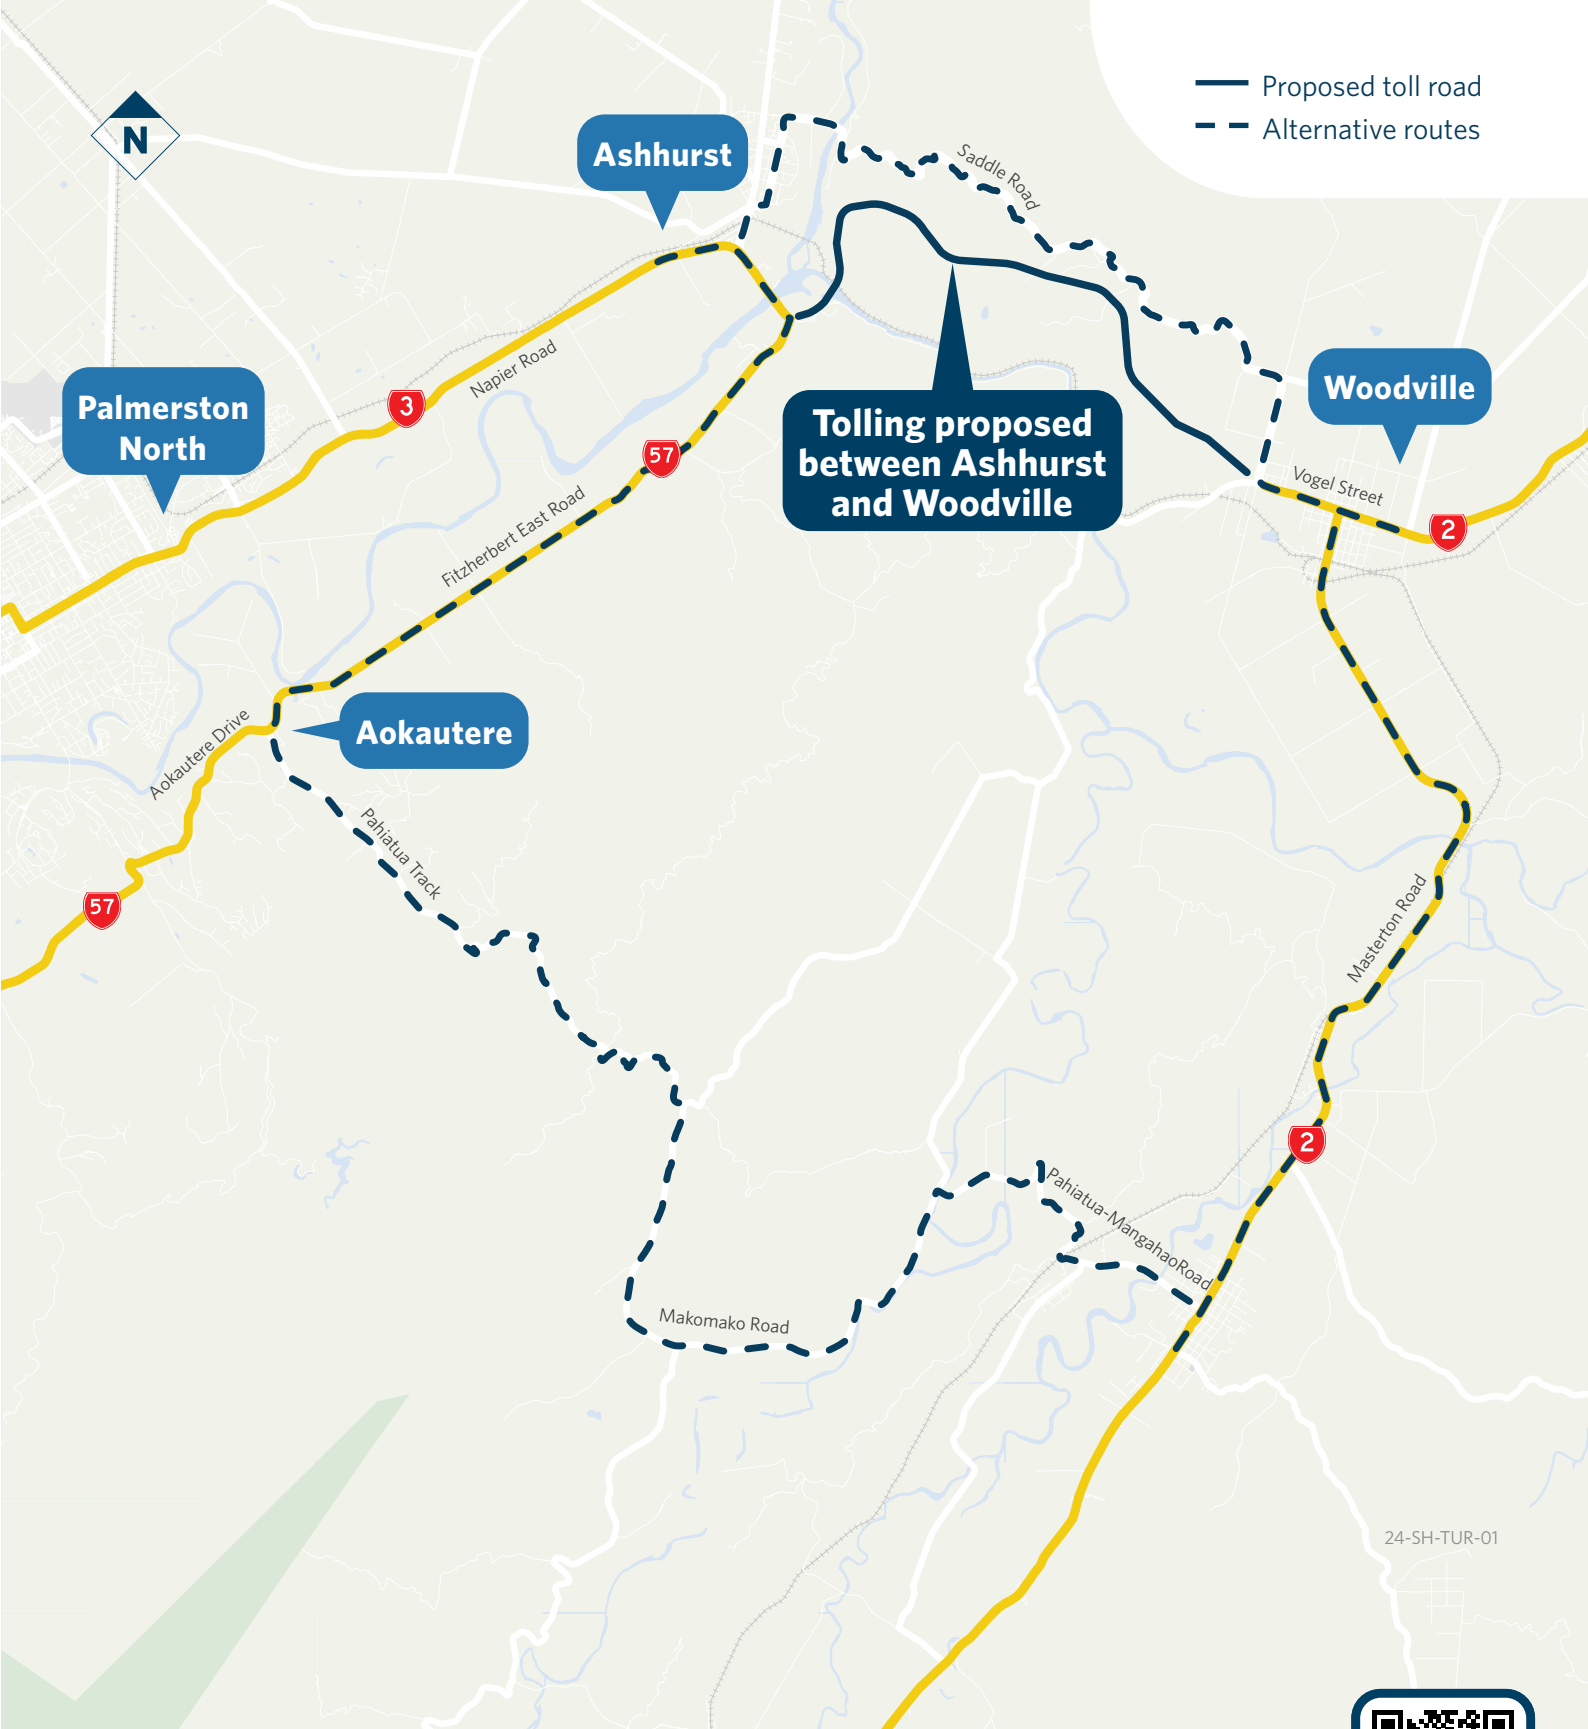 Proposed toll road
Alternative routes
N
Ashhurst
Saddle Road
Napier Road
3
Palmerston
North
57
Fitzherbert East Road
Tolling proposed
between Ashhurst
and Woodville
Woodville
Vogel Street
2
Aokautere
Aokautere Drive
Pahiatua Track
57
Masterton Road
2
Pahiatua-MangahaoRoad
Makomako Road
24-SH-TUR-01